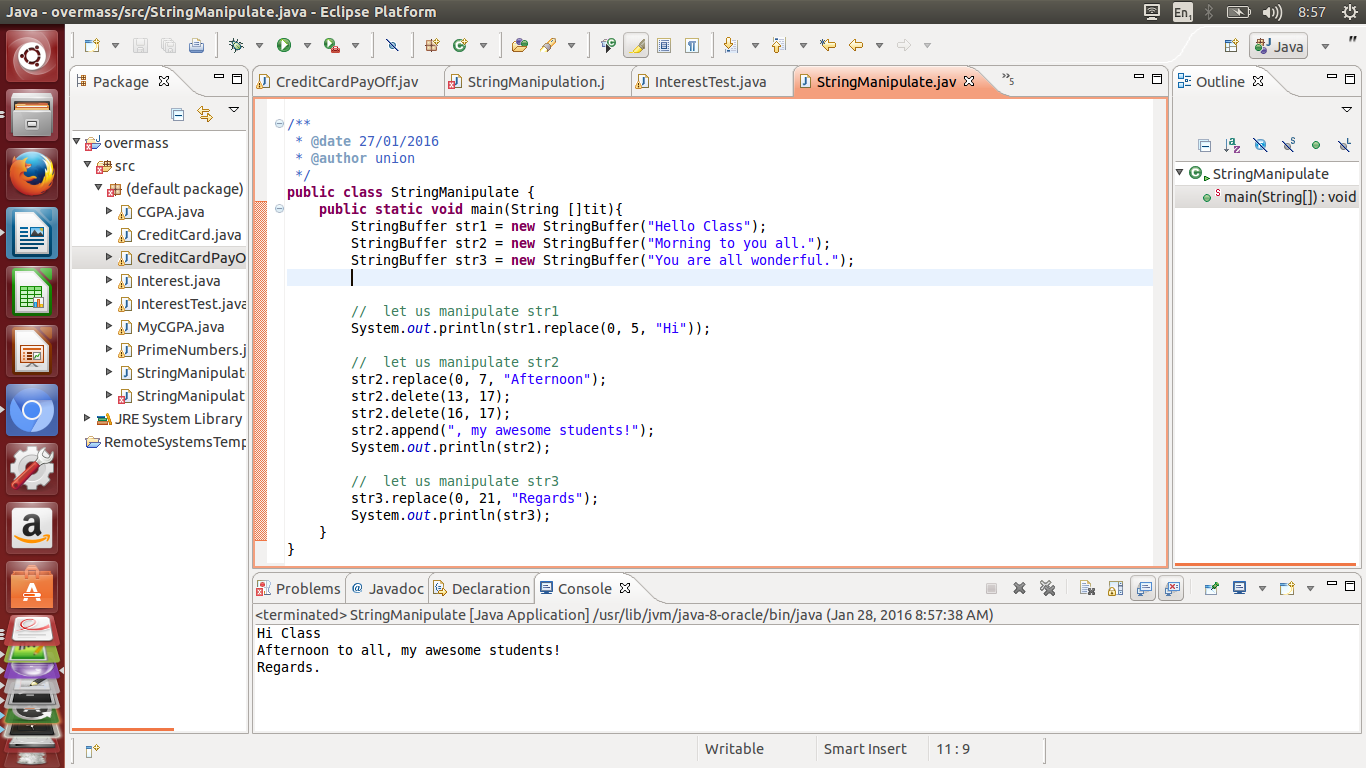 Java - overmass/src/StringManipulate.java - Eclipse Platform
En1
8:57
Java
"
Package
CreditCardPayOff.jav
StringManipulation.j
InterestTest.java
StringManipulate.jav
»5
Outline
overmass
src
(default package)
CGPA.java
CreditCard.java
CreditCardPayO
Interest.java
InterestTest.java
MyCGPA.java
PrimeNumbers.j
StringManipulat
StringManipulat
JRE System Library
RemoteSystemsTemp
/**
 * @date 27/01/2016
 * @author union
 */
public class StringManipulate {
    public static void main(String []tit){
        StringBuffer str1 = new StringBuffer("Hello Class");
        StringBuffer str2 = new StringBuffer("Morning to you all.");
        StringBuffer str3 = new StringBuffer("You are all wonderful.");
        //  let us manipulate str1
        System.out.println(str1.replace(0, 5, "Hi"));
        //  let us manipulate str2
        str2.replace(0, 7, "Afternoon");
        str2.delete(13, 17);
        str2.delete(16, 17);
        str2.append(", my awesome students!");
        System.out.println(str2);
        //  let us manipulate str3
        str3.replace(0, 21, "Regards");
        System.out.println(str3);
    }
}
StringManipulate
main(String[]) : void
Problems
@ Javadoc
Declaration
Console
<terminated> StringManipulate [Java Application] /usr/lib/jvm/java-8-oracle/bin/java (Jan 28, 2016 8:57:38 AM)
Hi Class
Afternoon to all, my awesome students!
Regards.
Writable
Smart Insert
11 : 9